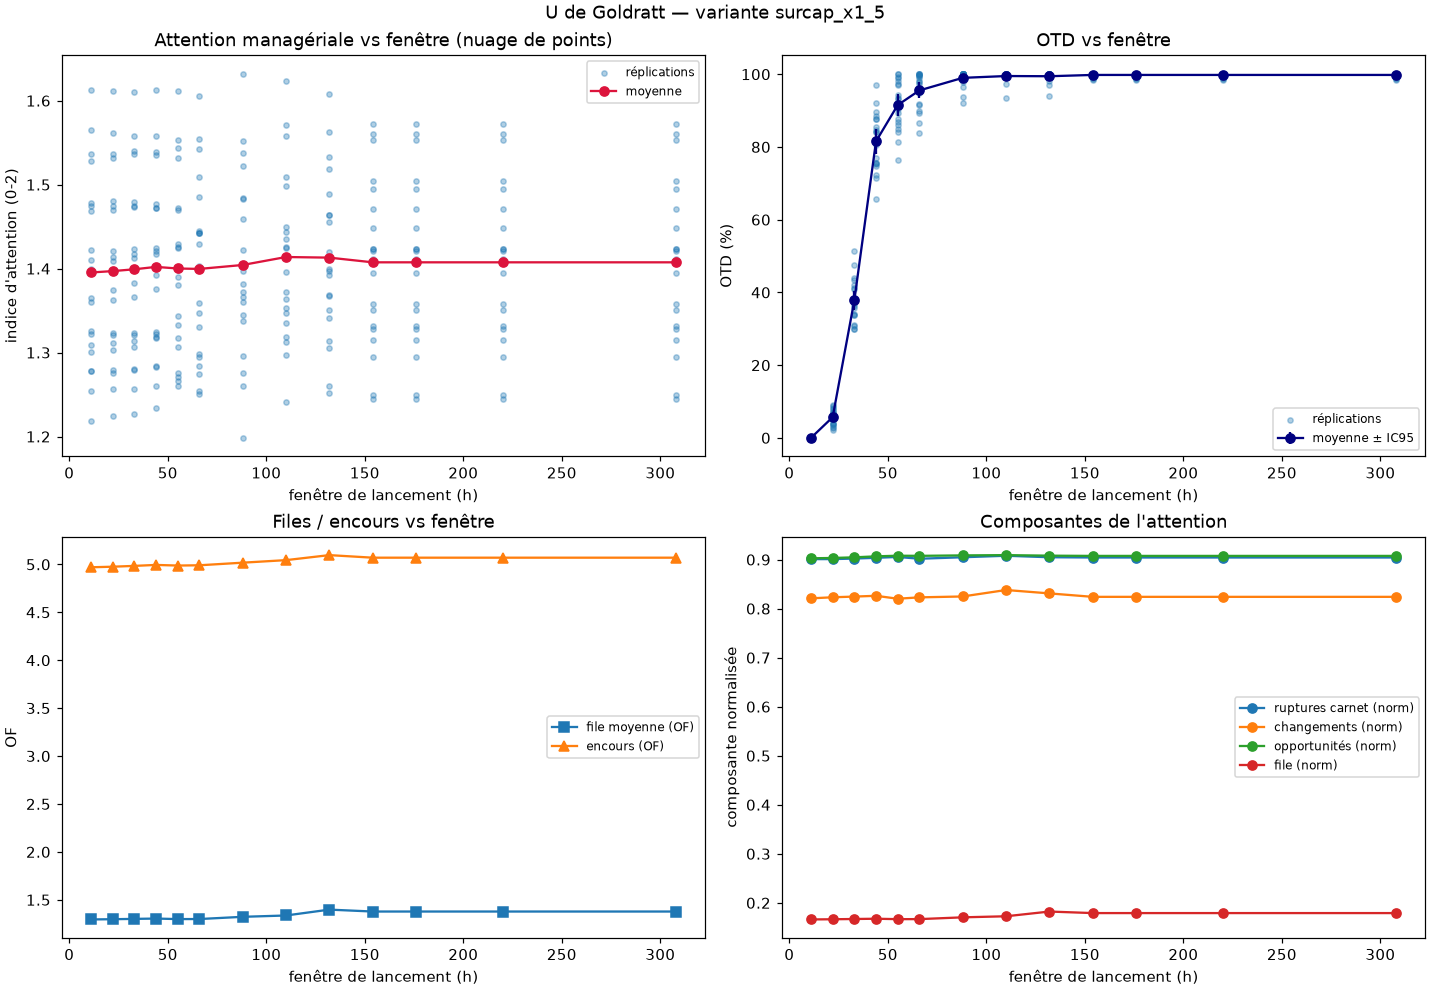 U de Goldratt — variante surcap_x1_5
Attention managériale vs fenêtre (nuage de points)
réplications
moyenne
1.6
1.5
1.4
1.3
1.2
indice d'attention (0-2)
0 50 100 150 200 250 300
fenêtre de lancement (h)
OTD vs fenêtre
100
80
60
40
20
0
OTD (%)
réplications
moyenne ± IC95
0 50 100 150 200 250 300
fenêtre de lancement (h)
Files / encours vs fenêtre
5.0
4.5
4.0
3.5
3.0
2.5
2.0
1.5
OF
file moyenne (OF)
encours (OF)
0 50 100 150 200 250 300
fenêtre de lancement (h)
Composantes de l'attention
0.9
0.8
0.7
0.6
0.5
0.4
0.3
0.2
composante normalisée
ruptures carnet (norm)
changements (norm)
opportunités (norm)
file (norm)
0 50 100 150 200 250 300
fenêtre de lancement (h)